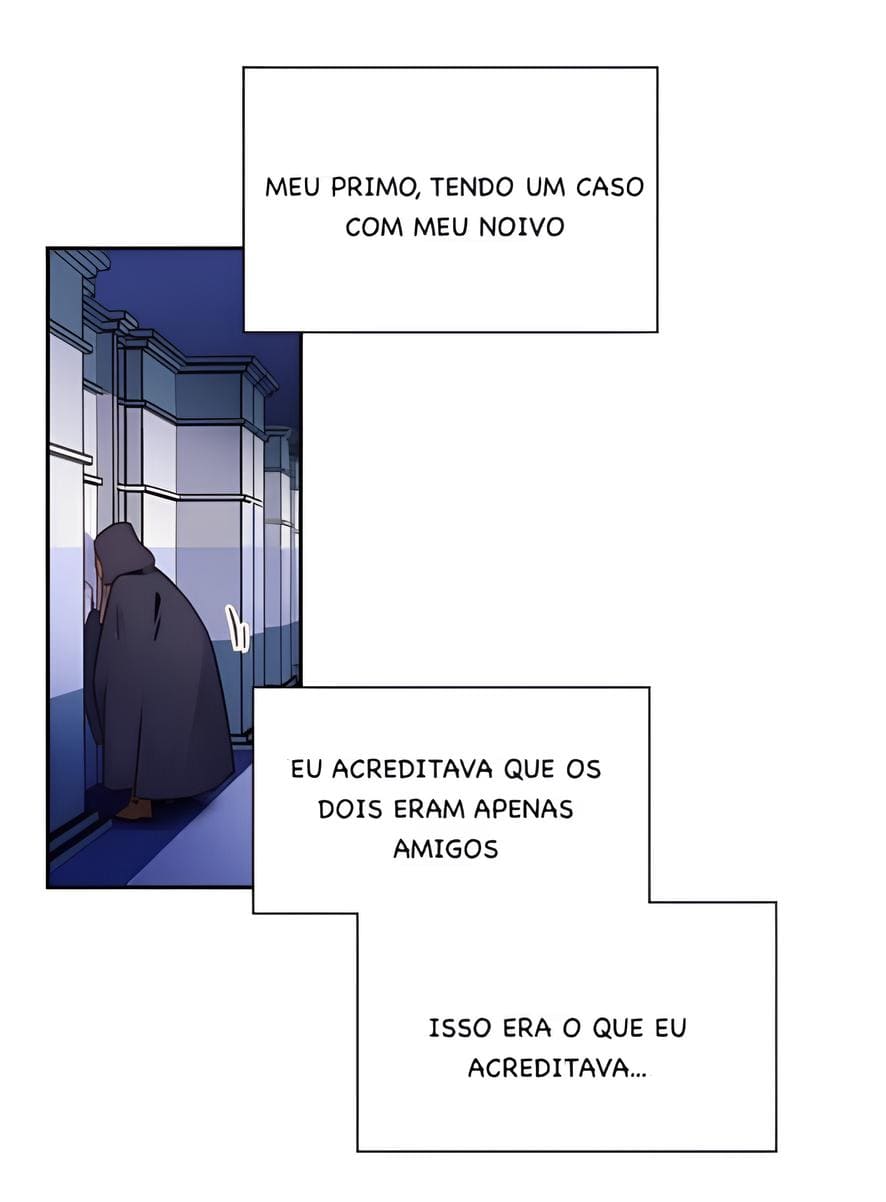 MEU PRIMO, TENDO UM CASO
COM MEU NOIVO
EU ACREDITAVA QUE OS
DOIS ERAM APENAS
AMIGOS
ISSO ERA O QUE EU
ACREDITAVA...